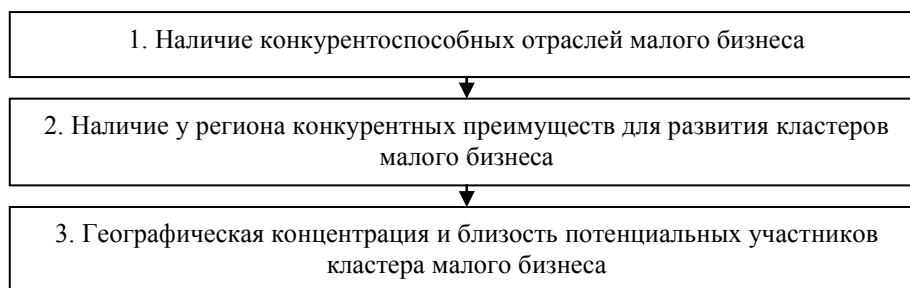 1. Наличие конкурентоспособных отраслей малого бизнеса
2. Наличие у региона конкурентных преимуществ для развития кластеров
малого бизнеса
3. Географическая концентрация и близость потенциальных участников
кластера малого бизнеса